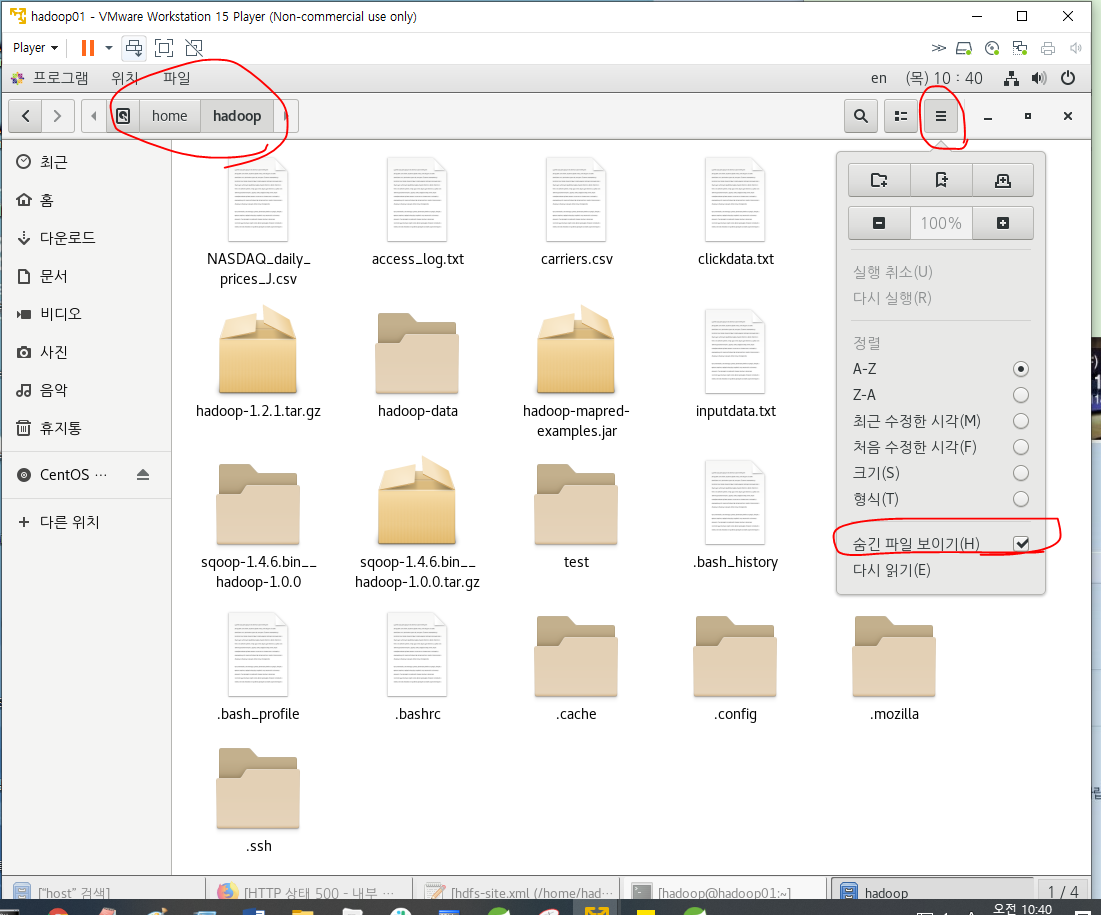 hadoop01 - VMware Workstation 15 Player (Non-commercial use only)
Player
프로그램 위치 파일 en (목) 10 : 40
home hadoop
최근
홈
다운로드
문서
비디오
사진
음악
휴지통
CentOS ···
다른 위치
NASDAQ_daily_
prices_J.csv
access_log.txt
carriers.csv
clickdata.txt
hadoop-1.2.1.tar.gz
hadoop-data
hadoop-mapred-
examples.jar
inputdata.txt
sqoop-1.4.6.bin__
hadoop-1.0.0
sqoop-1.4.6.bin__
hadoop-1.0.0.tar.gz
test
.bash_history
.bash_profile
.bashrc
.cache
.config
.mozilla
.ssh
100%
실행 취소(U)
다시 실행(R)
정렬
A-Z
Z-A
최근 수정한 시각(M)
처음 수정한 시각(F)
크기(S)
형식(T)
숨긴 파일 보이기(H)
다시 읽기(E)
["host" 검색] [HTTP 상태 500 - 내부 ··· [hdfs-site.xml (/home/had··· [hadoop@hadoop01:~] hadoop 1 / 4
오전 10:40